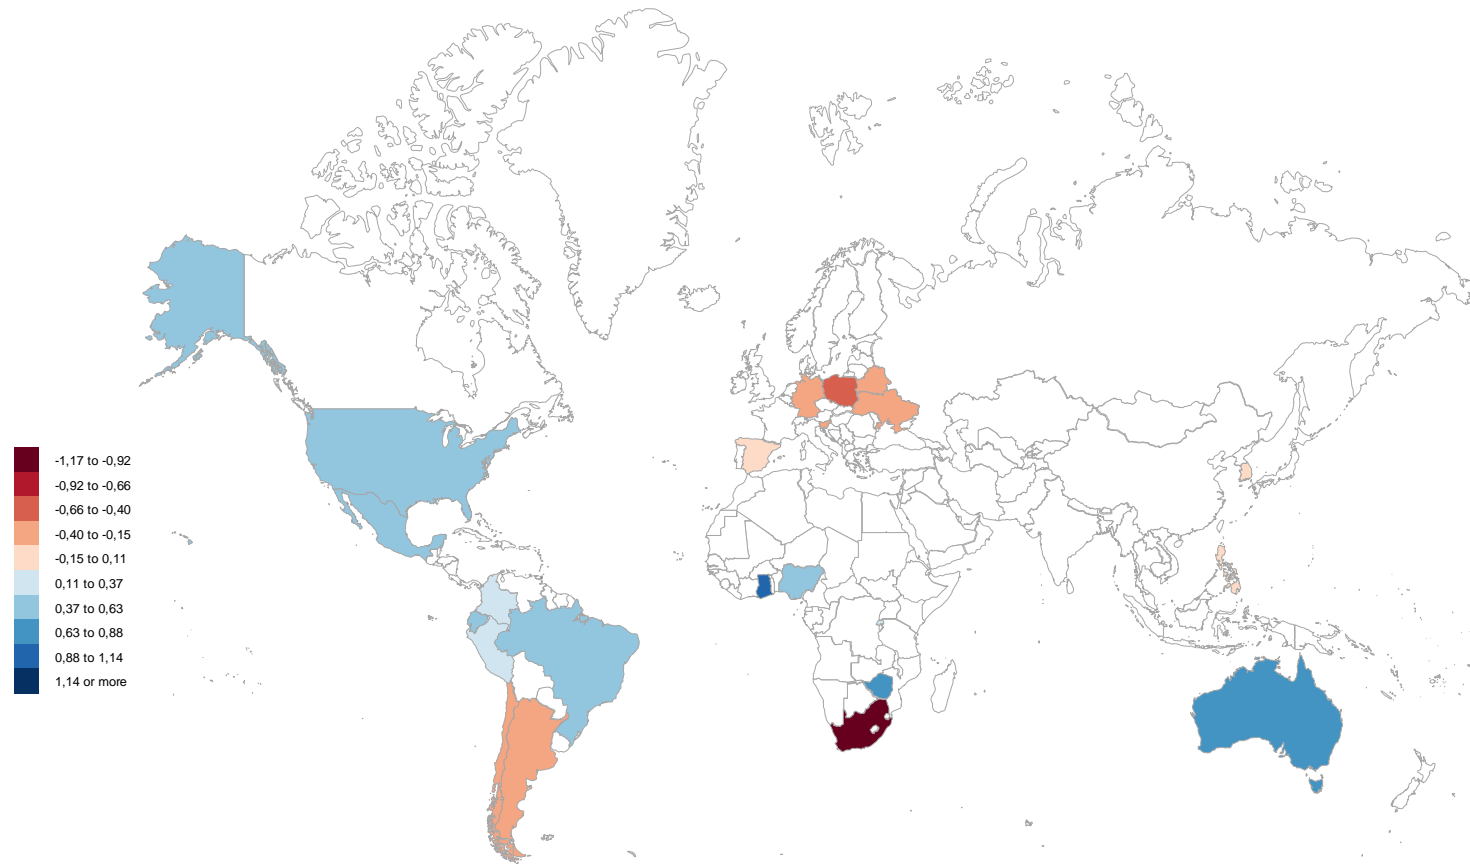 -1,17 to -0,92
-0,92 to -0,66
-0,66 to -0,40
-0,40 to -0,15
-0,15 to 0,11
0,11 to 0,37
0,37 to 0,63
0,63 to 0,88
0,88 to 1,14
1,14 or more